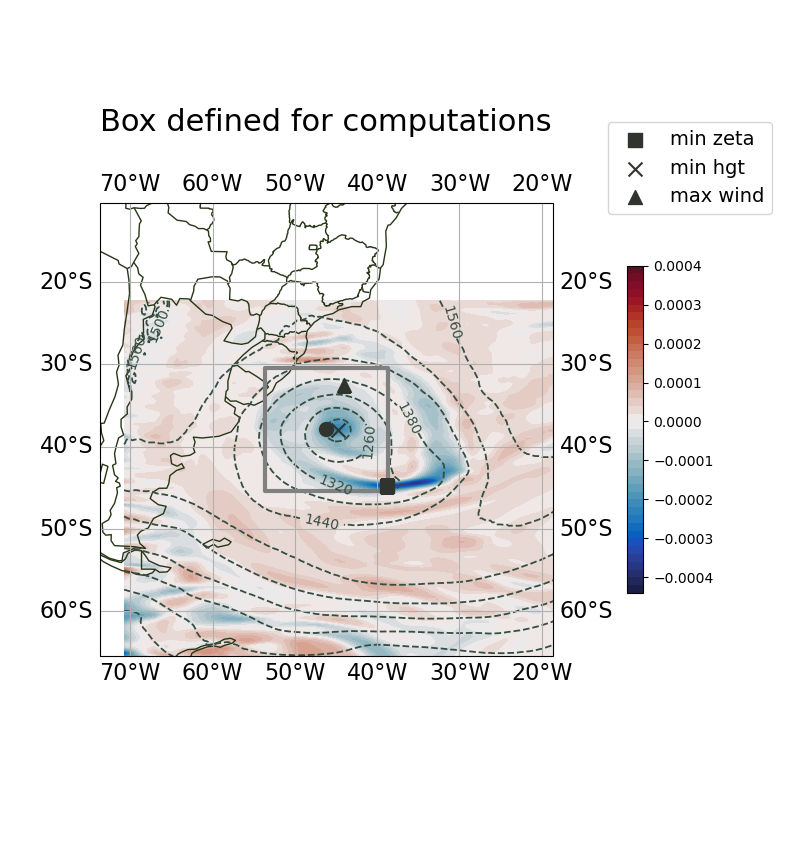 Box defined for computations
min zeta
min hgt
max wind
70°W 60°W 50°W 40°W 30°W 20°W
0.0004
0.0003
0.0002
0.0001
0.0000
−0.0001
−0.0002
−0.0003
−0.0004
20°S 20°S
30°S 30°S
40°S 40°S
50°S 50°S
60°S 60°S
1500
1560
1560
1380
1260
1320
1440
70°W 60°W 50°W 40°W 30°W 20°W